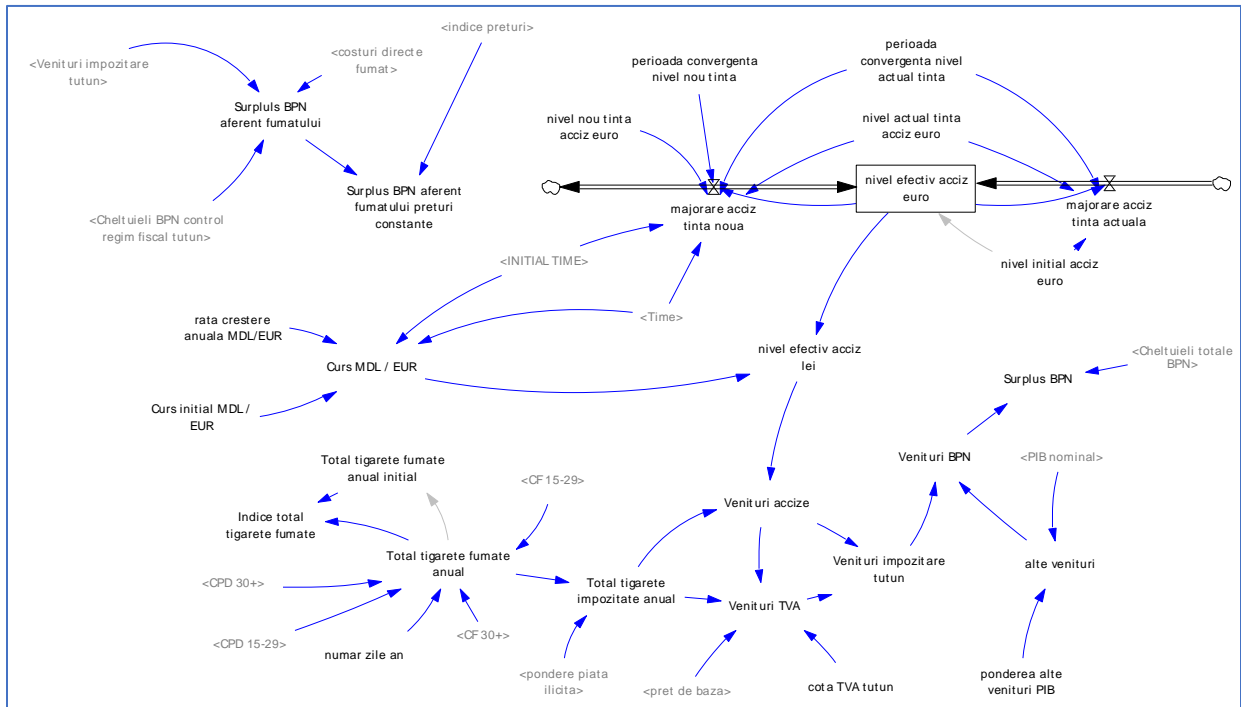 <indice preturi>
<Venituri impozitare
tutun>
<costuri directe
fumat>
perioada convergenta
nivel nou tinta
perioada
convergenta nivel
actual tinta
Surpluls BPN
aferent fumatului
nivel nou tinta
acciz euro
nivel actual tinta
acciz euro
Surplus BPN aferent
fumatului preturi
constante
nivel efectiv acciz
euro
<Cheltuieli BPN control
regim fiscal tutun>
majorare acciz
tinta noua
majorare acciz
tinta actuala
<INITIAL TIME>
nivel initial acciz
euro
<Time>
rata crestere
anuala MDL/EUR
nivel efectiv acciz
lei
<Cheltuieli totale
BPN>
Curs MDL / EUR
Surplus BPN
Curs initial MDL /
EUR
Total tigarete fumate
anual initial
<CF 15-29>
Venituri BPN
<PIB nominal>
Indice total
tigarete fumate
Venituri accize
Total tigarete fumate
anual
Venituri impozitare
tutun
alte venituri
<CPD 30+>
Total tigarete
impozitate anual
Venituri TVA
<CPD 15-29>
numar zile an
<CF 30+>
<pondere piata
ilicita>
<pret de baza>
cota TVA tutun
ponderea alte
venituri PIB